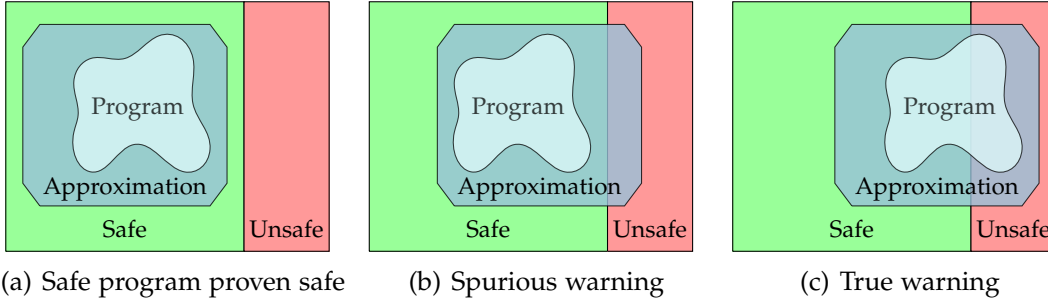 Program
Approximation
Safe
Unsafe
(a) Safe program proven safe
Program
Approximation
Safe
Unsafe
(b) Spurious warning
Program
Approximation
Safe
Unsafe
(c) True warning